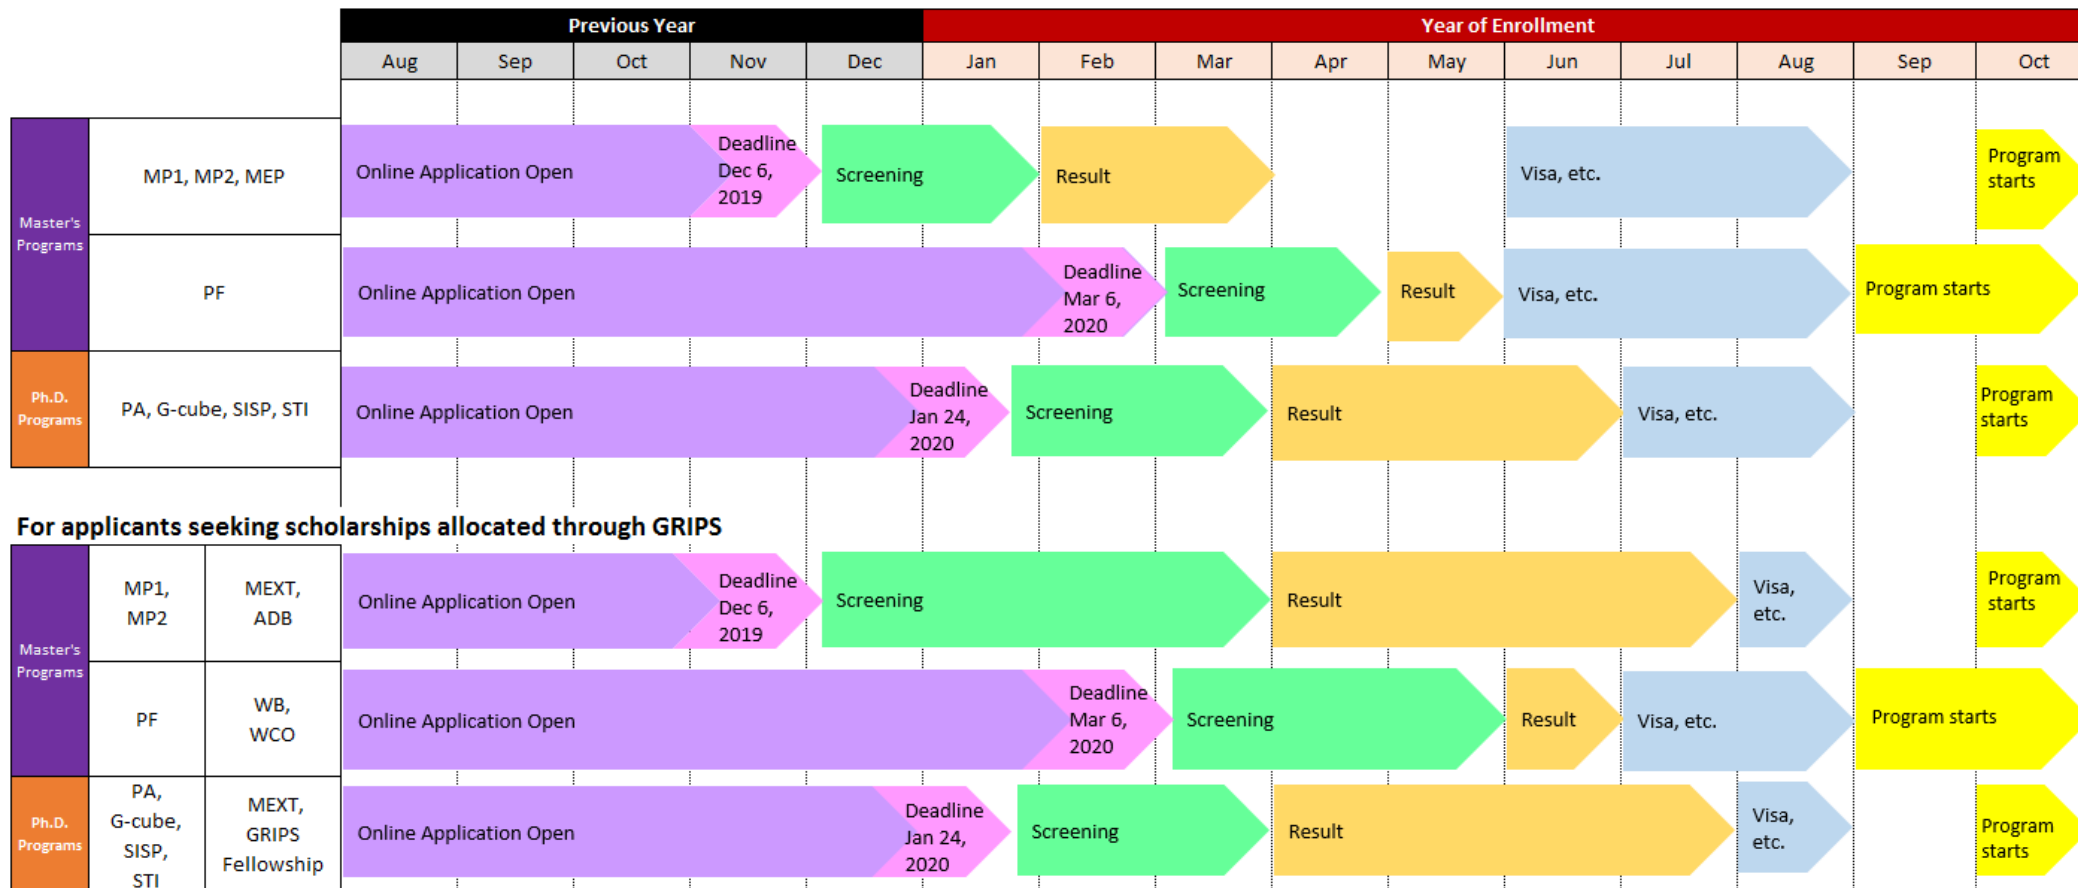 Previous Year
Year of Enrollment
Aug Sep Oct Nov Dec Jan Feb Mar Apr May Jun Jul Aug Sep Oct
Master's
Programs
MP1, MP2, MEP
Online Application Open
Deadline
Dec 6,
2019
Screening
Result
Visa, etc.
Program
starts
PF
Online Application Open
Deadline
Mar 6,
2020
Screening
Result
Visa, etc.
Program starts
Ph.D.
Programs
PA, G-cube, SISP, STI
Online Application Open
Deadline
Jan 24,
2020
Screening
Result
Visa, etc.
Program
starts
For applicants seeking scholarships allocated through GRIPS
Master's
Programs
MP1,
MP2
MEXT,
ADB
Online Application Open
Deadline
Dec 6,
2019
Screening
Result
Visa,
etc.
Program
starts
PF
WB,
WCO
Online Application Open
Deadline
Mar 6,
2020
Screening
Result
Visa, etc.
Program starts
Ph.D.
Programs
PA,
G-cube,
SISP,
STI
MEXT,
GRIPS
Fellowship
Online Application Open
Deadline
Jan 24,
2020
Screening
Result
Visa,
etc.
Program
starts